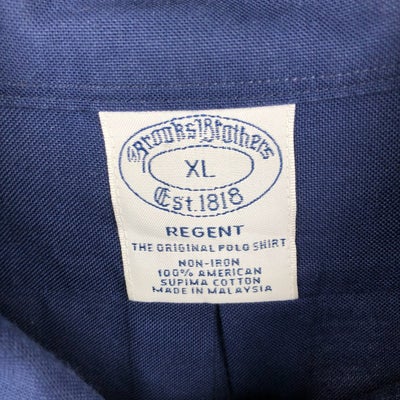 Brooks Brothers
XL
Est. 1818
REGENT
THE ORIGINAL POLO SHIRT
NON-IRON
100% AMERICAN
SUPIMA COTTON
MADE IN MALAYSIA